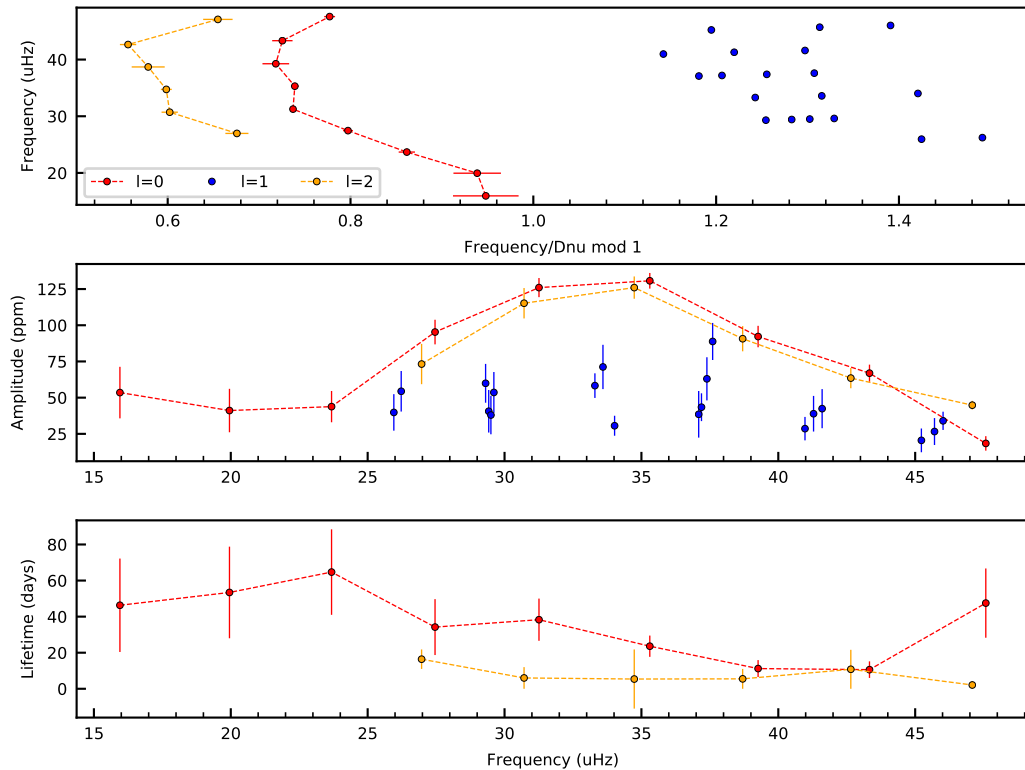 Frequency (uHz)
40
30
20
l=0 l=1 l=2
0.6 0.8 1.0 1.2 1.4
Frequency/Dnu mod 1
Amplitude (ppm)
125
100
75
50
25
15 20 25 30 35 40 45
Lifetime (days)
80
60
40
20
0
15 20 25 30 35 40 45
Frequency (uHz)